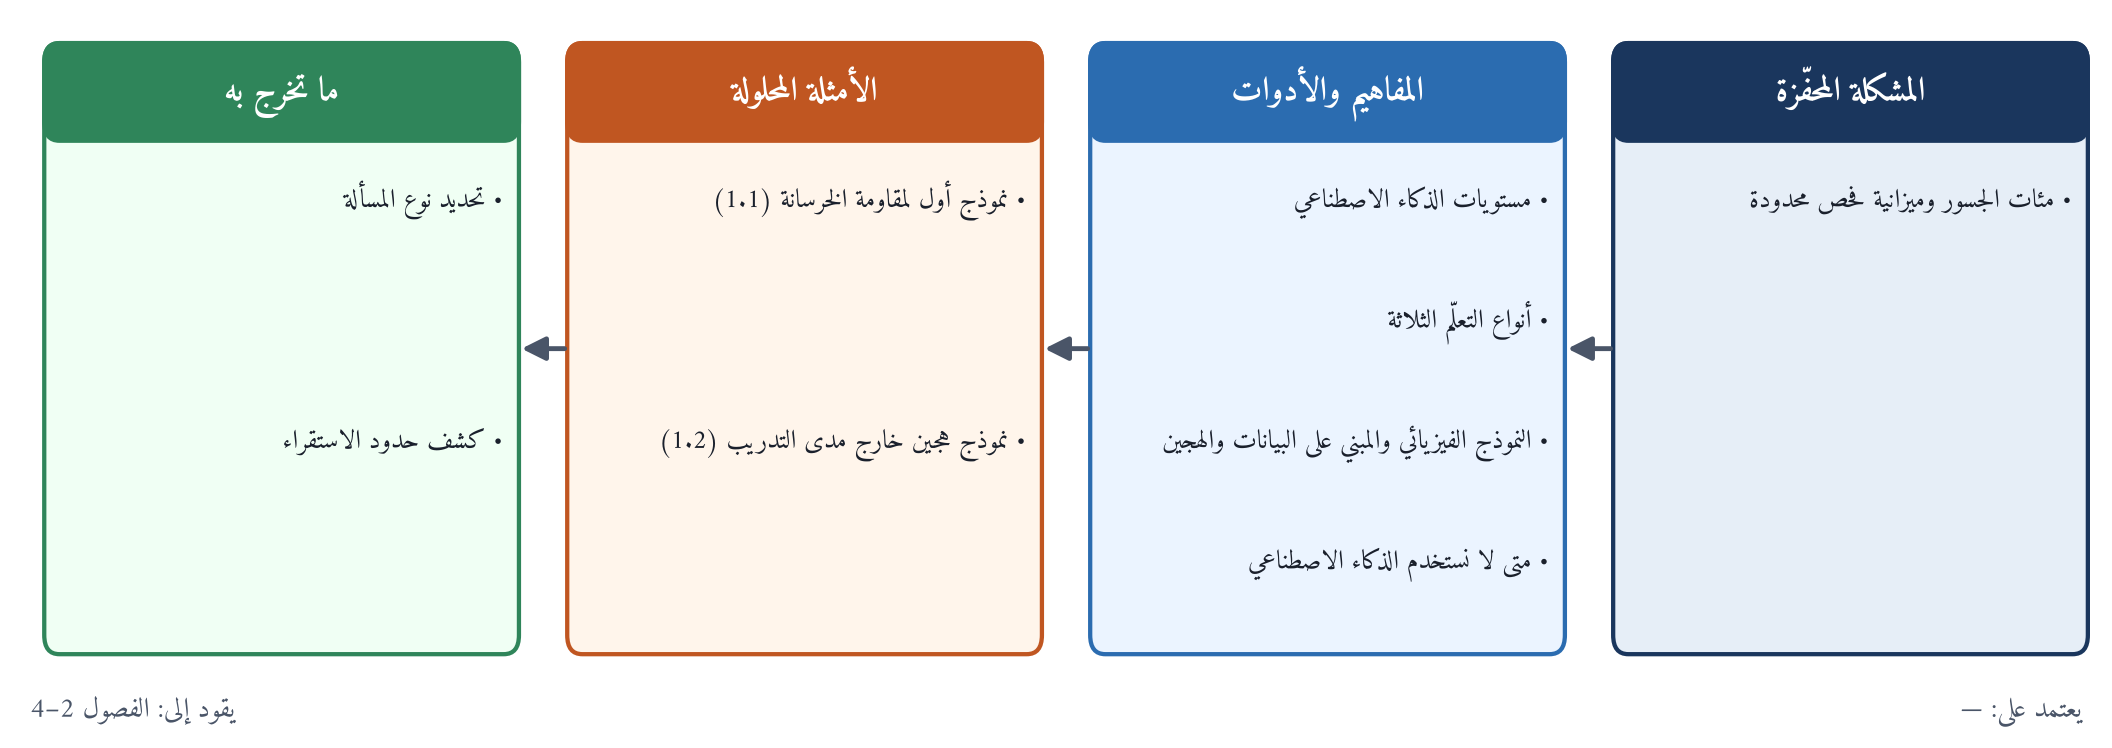 المشكلة المحفّزة
• مئات الجسور وميزانية فحص محدودة
المفاهيم والأدوات
• مستويات الذكاء الاصطناعي
• أنواع التعلّم الثلاثة
• النموذج الفيزيائي والمبني على البيانات والهجين
• متى لا نستخدم الذكاء الاصطناعي
الأمثلة المحلولة
• نموذج أول لمقاومة الخرسانة (1.1)
• نموذج هجين خارج مدى التدريب (1.2)
ما تخرج به
• تحديد نوع المسألة
• كشف حدود الاستقراء
يعتمد على: —
يقود إلى: الفصول 2–4